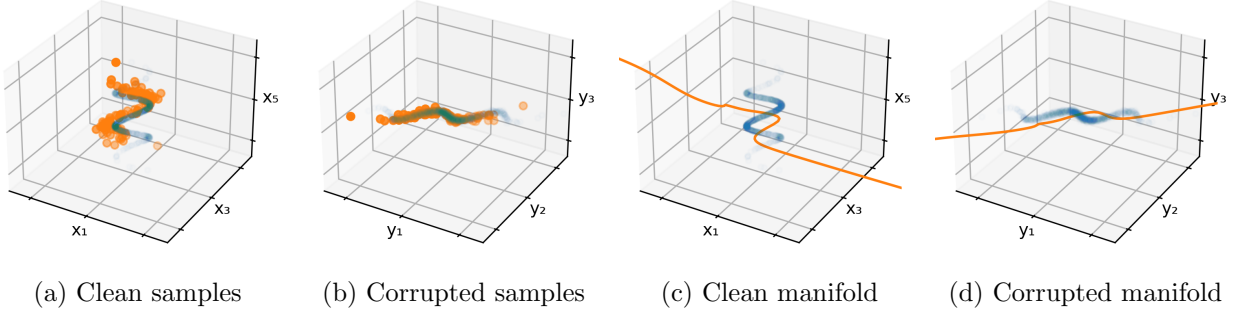 x₅
x₃
x₁
y₃
y₂
y₁
x₅
x₃
x₁
y₃
y₂
y₁
(a) Clean samples
(b) Corrupted samples
(c) Clean manifold
(d) Corrupted manifold